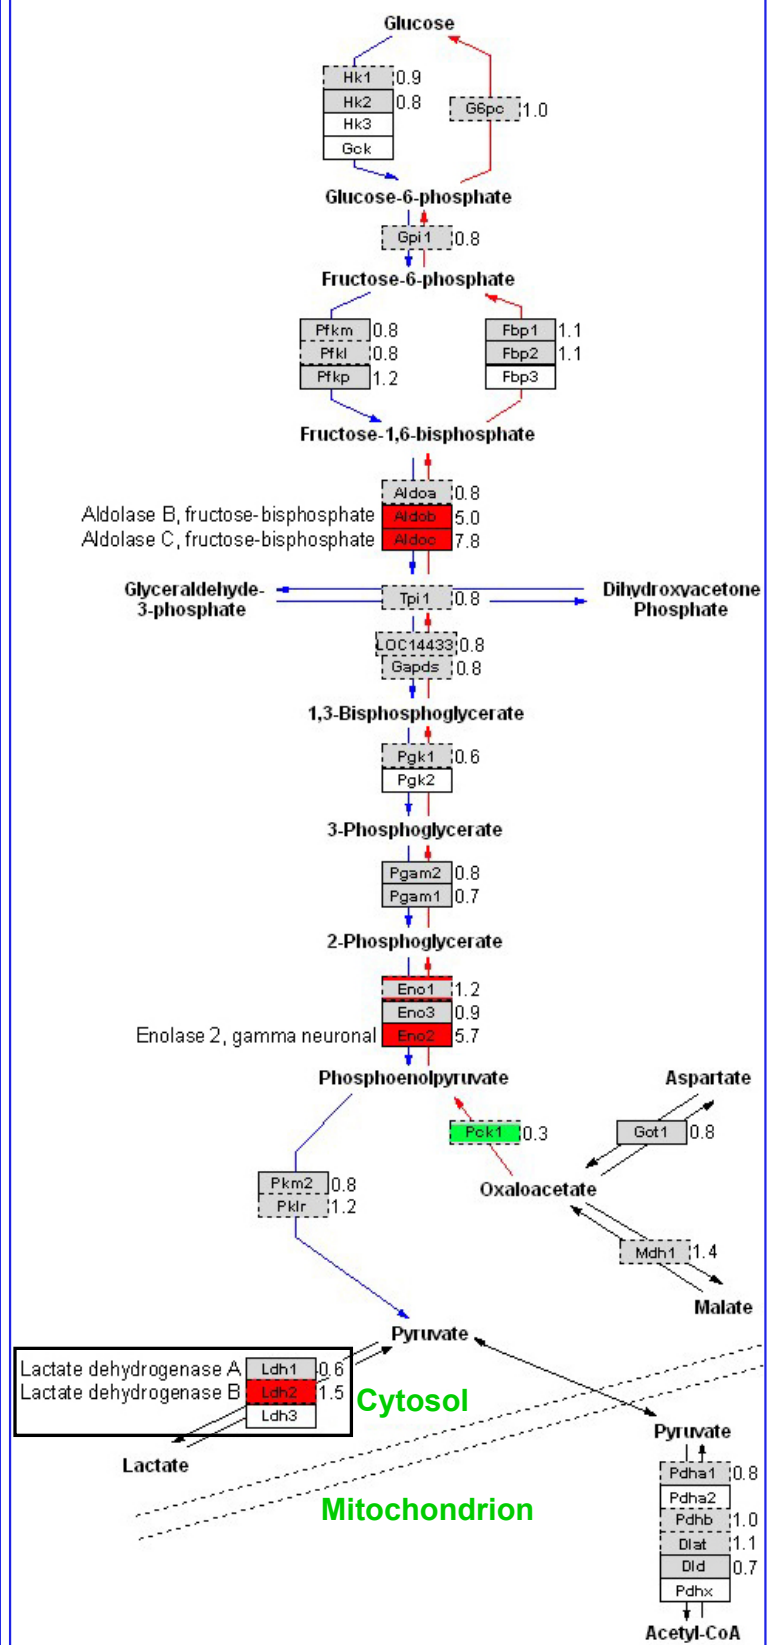 Glucose
Hk1 0.9
Hk2 0.8
Hk3
Gck
G6pc 1.0
Glucose-6-phosphate
Gpi1 0.8
Fructose-6-phosphate
Pfkm 0.8
Pfkl 0.8
Pfkp 1.2
Fbp1 1.1
Fbp2 1.1
Fbp3
Fructose-1,6-bisphosphate
Aldoa 0.8
Aldolase B, fructose-bisphosphate Aldob 5.0
Aldolase C, fructose-bisphosphate Aldoc 7.8
Glyceraldehyde-
3-phosphate
Tpi1 0.8
Dihydroxyacetone
Phosphate
LOC14433 0.8
Gapds 0.8
1,3-Bisphosphoglycerate
Pgk1 0.6
Pgk2
3-Phosphoglycerate
Pgam2 0.8
Pgam1 0.7
2-Phosphoglycerate
Eno1 1.2
Eno3 0.9
Enolase 2, gamma neuronal Eno2 5.7
Phosphoenolpyruvate
Aspartate
Pck1 0.3
Got1 0.8
Oxaloacetate
Pkm2 0.8
Pklr 1.2
Mdh1 1.4
Malate
Pyruvate
Lactate dehydrogenase A Ldh1 0.6
Lactate dehydrogenase B Ldh2 1.5
Ldh3
Cytosol
Lactate
Mitochondrion
Pyruvate
Pdha1 0.8
Pdha2
Pdhb 1.0
Dlat 1.1
Dld 0.7
Pdhx
Acetyl-CoA